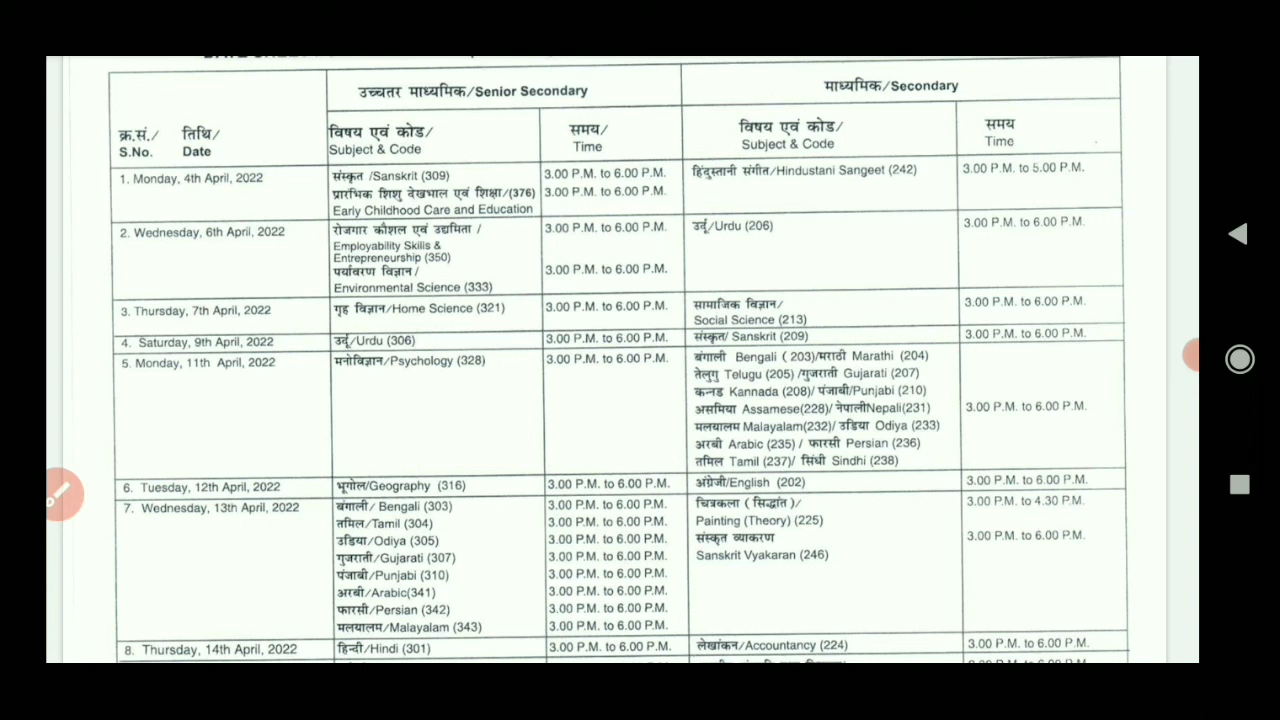 उच्चतर माध्यमिक/Senior Secondary
माध्यमिक/Secondary
क्र.सं./ तिथि/
S.No. Date
विषय एवं कोड/
Subject & Code
समय/
Time
विषय एवं कोड/
Subject & Code
समय
Time
1. Monday, 4th April, 2022
संस्कृत /Sanskrit (309)
3.00 P.M. to 6.00 P.M.
प्रारंभिक शिशु देखभाल एवं शिक्षा/(376)
3.00 P.M. to 6.00 P.M.
Early Childhood Care and Education
हिंदुस्तानी संगीत/Hindustani Sangeet (242)
3.00 P.M. to 5.00 P.M.
2. Wednesday, 6th April, 2022
रोजगार कौशल एवं उद्यमिता /
3.00 P.M. to 6.00 P.M.
Employability Skills &
Entrepreneurship (350)
पर्यावरण विज्ञान /
3.00 P.M. to 6.00 P.M.
Environmental Science (333)
उर्दू/Urdu (206)
3.00 P.M. to 6.00 P.M.
3. Thursday, 7th April, 2022
गृह विज्ञान/Home Science (321)
3.00 P.M. to 6.00 P.M.
सामाजिक विज्ञान/
Social Science (213)
3.00 P.M. to 6.00 P.M.
4. Saturday, 9th April, 2022
उर्दू/Urdu (306)
3.00 P.M. to 6.00 P.M.
संस्कृत/ Sanskrit (209)
3.00 P.M. to 6.00 P.M.
5. Monday, 11th April, 2022
मनोविज्ञान/Psychology (328)
3.00 P.M. to 6.00 P.M.
बंगाली Bengali ( 203)/मराठी Marathi (204)
तेलुगु Telugu (205) /गुजराती Gujarati (207)
कन्नड Kannada (208)/ पंजाबी/Punjabi (210)
असमिया Assamese(228)/ नेपालीNepali(231)
मलयालम Malayalam(232)/ उडिया Odiya (233)
अरबी Arabic (235) / फारसी Persian (236)
तमिल Tamil (237)/ सिंधी Sindhi (238)
3.00 P.M. to 6.00 P.M.
6. Tuesday, 12th April, 2022
भूगोल/Geography (316)
3.00 P.M. to 6.00 P.M.
अंग्रेजी/English (202)
3.00 P.M. to 6.00 P.M.
7. Wednesday, 13th April, 2022
बंगाली/ Bengali (303)
3.00 P.M. to 6.00 P.M.
तमिल/Tamil (304)
3.00 P.M. to 6.00 P.M.
उडिया/Odiya (305)
3.00 P.M. to 6.00 P.M.
गुजराती/Gujarati (307)
3.00 P.M. to 6.00 P.M.
पंजाबी/Punjabi (310)
3.00 P.M. to 6.00 P.M.
अरबी/Arabic(341)
3.00 P.M. to 6.00 P.M.
फारसी/Persian (342)
3.00 P.M. to 6.00 P.M.
मलयालम/Malayalam (343)
3.00 P.M. to 6.00 P.M.
चित्रकला ( सिद्धांत )/
3.00 P.M. to 4.30 P.M.
Painting (Theory) (225)
संस्कृत व्याकरण
3.00 P.M. to 6.00 P.M.
Sanskrit Vyakaran (246)
8. Thursday, 14th April, 2022
हिन्दी/Hindi (301)
3.00 P.M. to 6.00 P.M.
लेखांकन/Accountancy (224)
3.00 P.M. to 6.00 P.M.